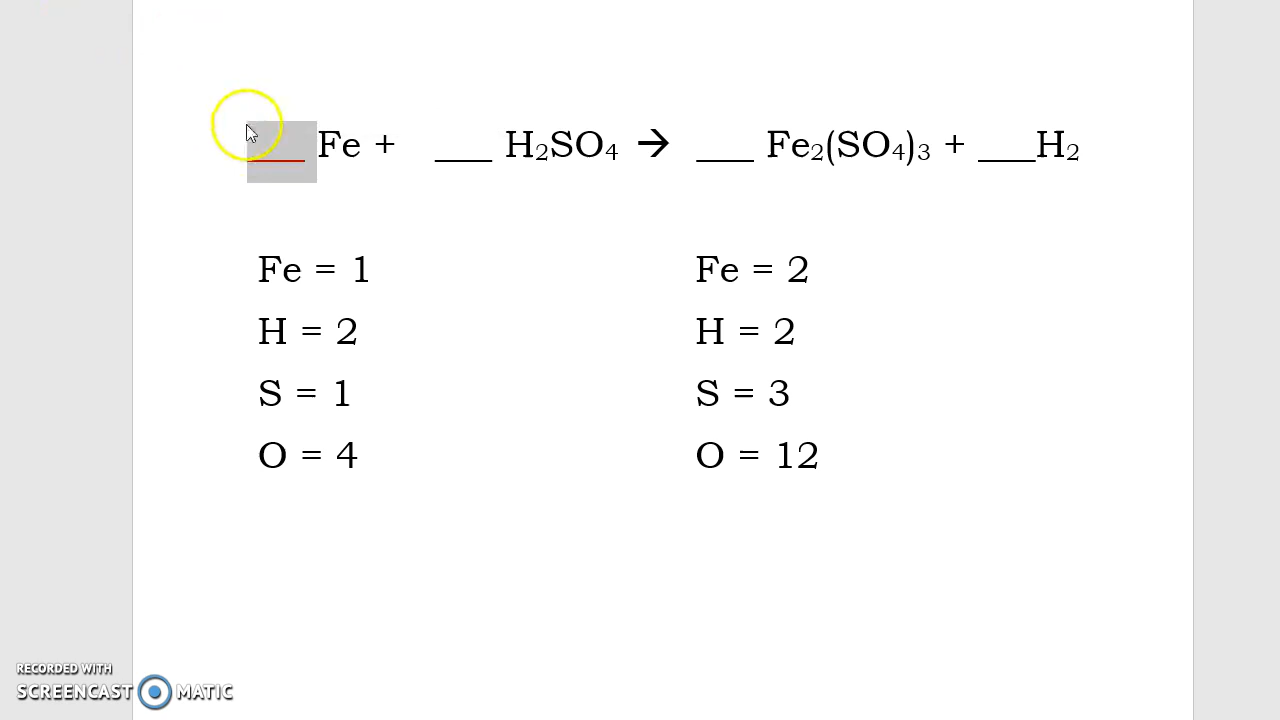 ___ Fe + ___ H₂SO₄ → ___ Fe₂(SO₄)₃ + ___H₂
Fe = 1 Fe = 2
H = 2 H = 2
S = 1 S = 3
O = 4 O = 12
RECORDED WITH
SCREENCAST MATIC